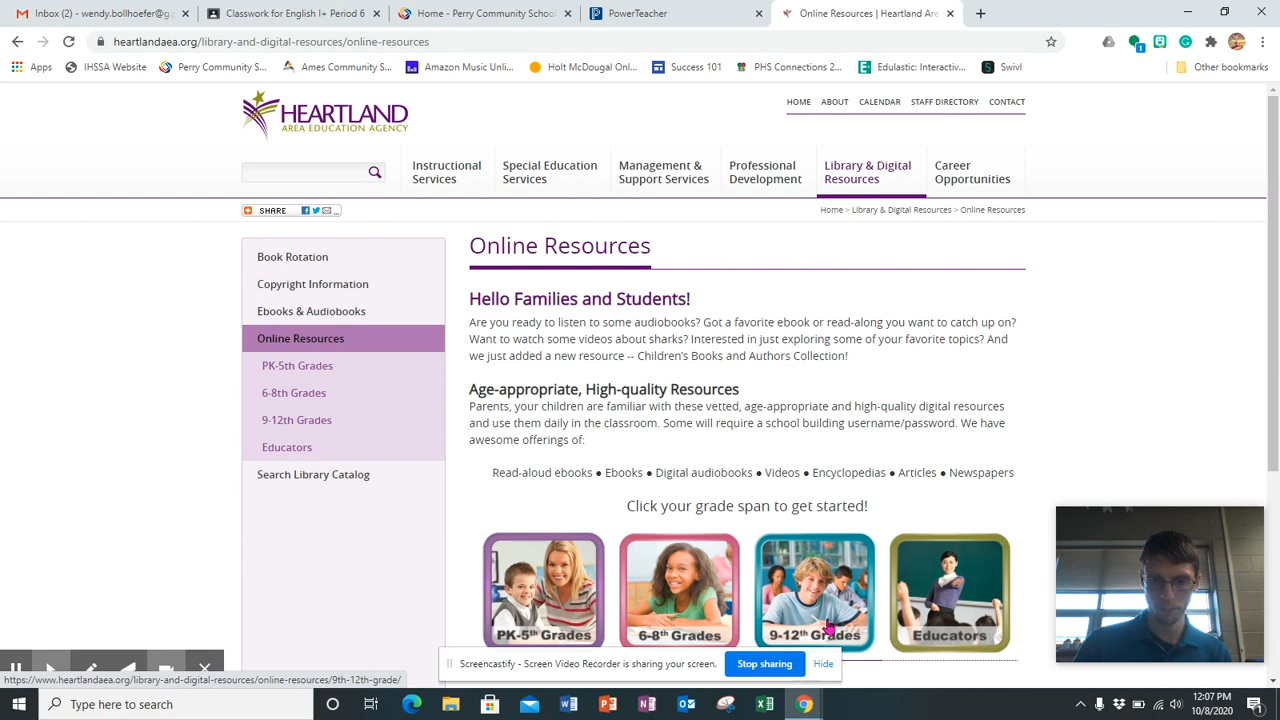 Inbox (2) - wendy.bollhoefer@g.p
Classwork for English I+ Period 6
Home - Perry Community School
PowerTeacher
Online Resources | Heartland Are
heartlandaea.org/library-and-digital-resources/online-resources
Apps
IHSSA Website
Perry Community S...
Ames Community S...
Amazon Music Unli...
Holt McDougal Onl...
Success 101
PHS Connections 2...
Edulastic: Interactiv...
Swivl
Other bookmarks
HEARTLAND
AREA EDUCATION AGENCY
HOME ABOUT CALENDAR STAFF DIRECTORY CONTACT
Instructional Services
Special Education Services
Management & Support Services
Professional Development
Library & Digital Resources
Career Opportunities
SHARE
Home > Library & Digital Resources > Online Resources
Book Rotation
Copyright Information
Ebooks & Audiobooks
Online Resources
PK-5th Grades
6-8th Grades
9-12th Grades
Educators
Search Library Catalog
Online Resources
Hello Families and Students!
Are you ready to listen to some audiobooks? Got a favorite ebook or read-along you want to catch up on?
Want to watch some videos about sharks? Interested in just exploring some of your favorite topics? And
we just added a new resource -- Children's Books and Authors Collection!
Age-appropriate, High-quality Resources
Parents, your children are familiar with these vetted, age-appropriate and high-quality digital resources
and use them daily in the classroom. Some will require a school building username/password. We have
awesome offerings of:
Read-aloud ebooks ● Ebooks ● Digital audiobooks ● Videos ● Encyclopedias ● Articles ● Newspapers
Click your grade span to get started!
PK-5th Grades
6-8th Grades
9-12th Grades
Educators
Screencastify - Screen Video Recorder is sharing your screen.
Stop sharing
Hide
https://www.heartlandaea.org/library-and-digital-resources/online-resources/9th-12th-grade/
Type here to search
12:07 PM
10/8/2020